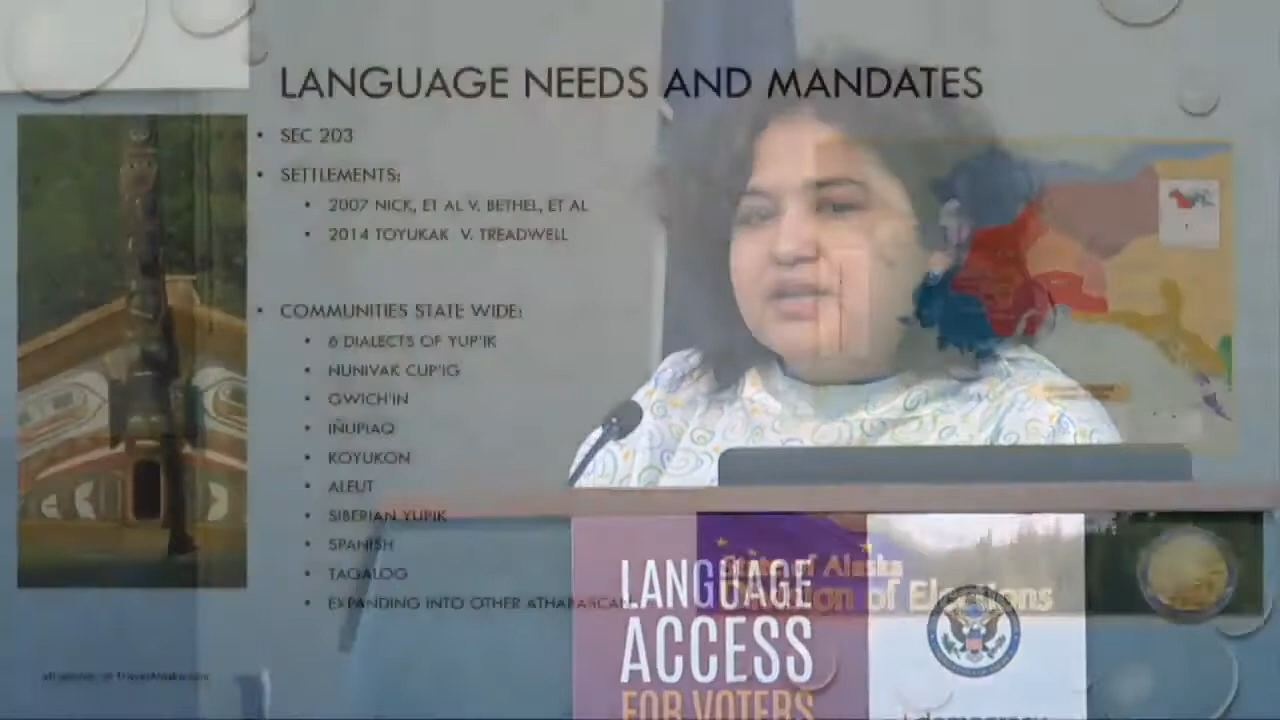 LANGUAGE NEEDS AND MANDATES
• SEC 203
• SETTLEMENTS:
• 2007 NICK, ET AL V. BETHEL, ET AL
• 2014 TOYUKAK V. TREADWELL
• COMMUNITIES STATE WIDE:
• 6 DIALECTS OF YUP'IK
• NUNIVAK CUP'IG
• GWICH'IN
• IÑUPIAQ
• KOYUKON
• ALEUT
• SIBERIAN YUPIK
• SPANISH
• TAGALOG
• EXPANDING INTO OTHER ATHABASCAN
State of Alaska
Division of Elections
LANGUAGE
ACCESS
FOR VOTERS
democracy